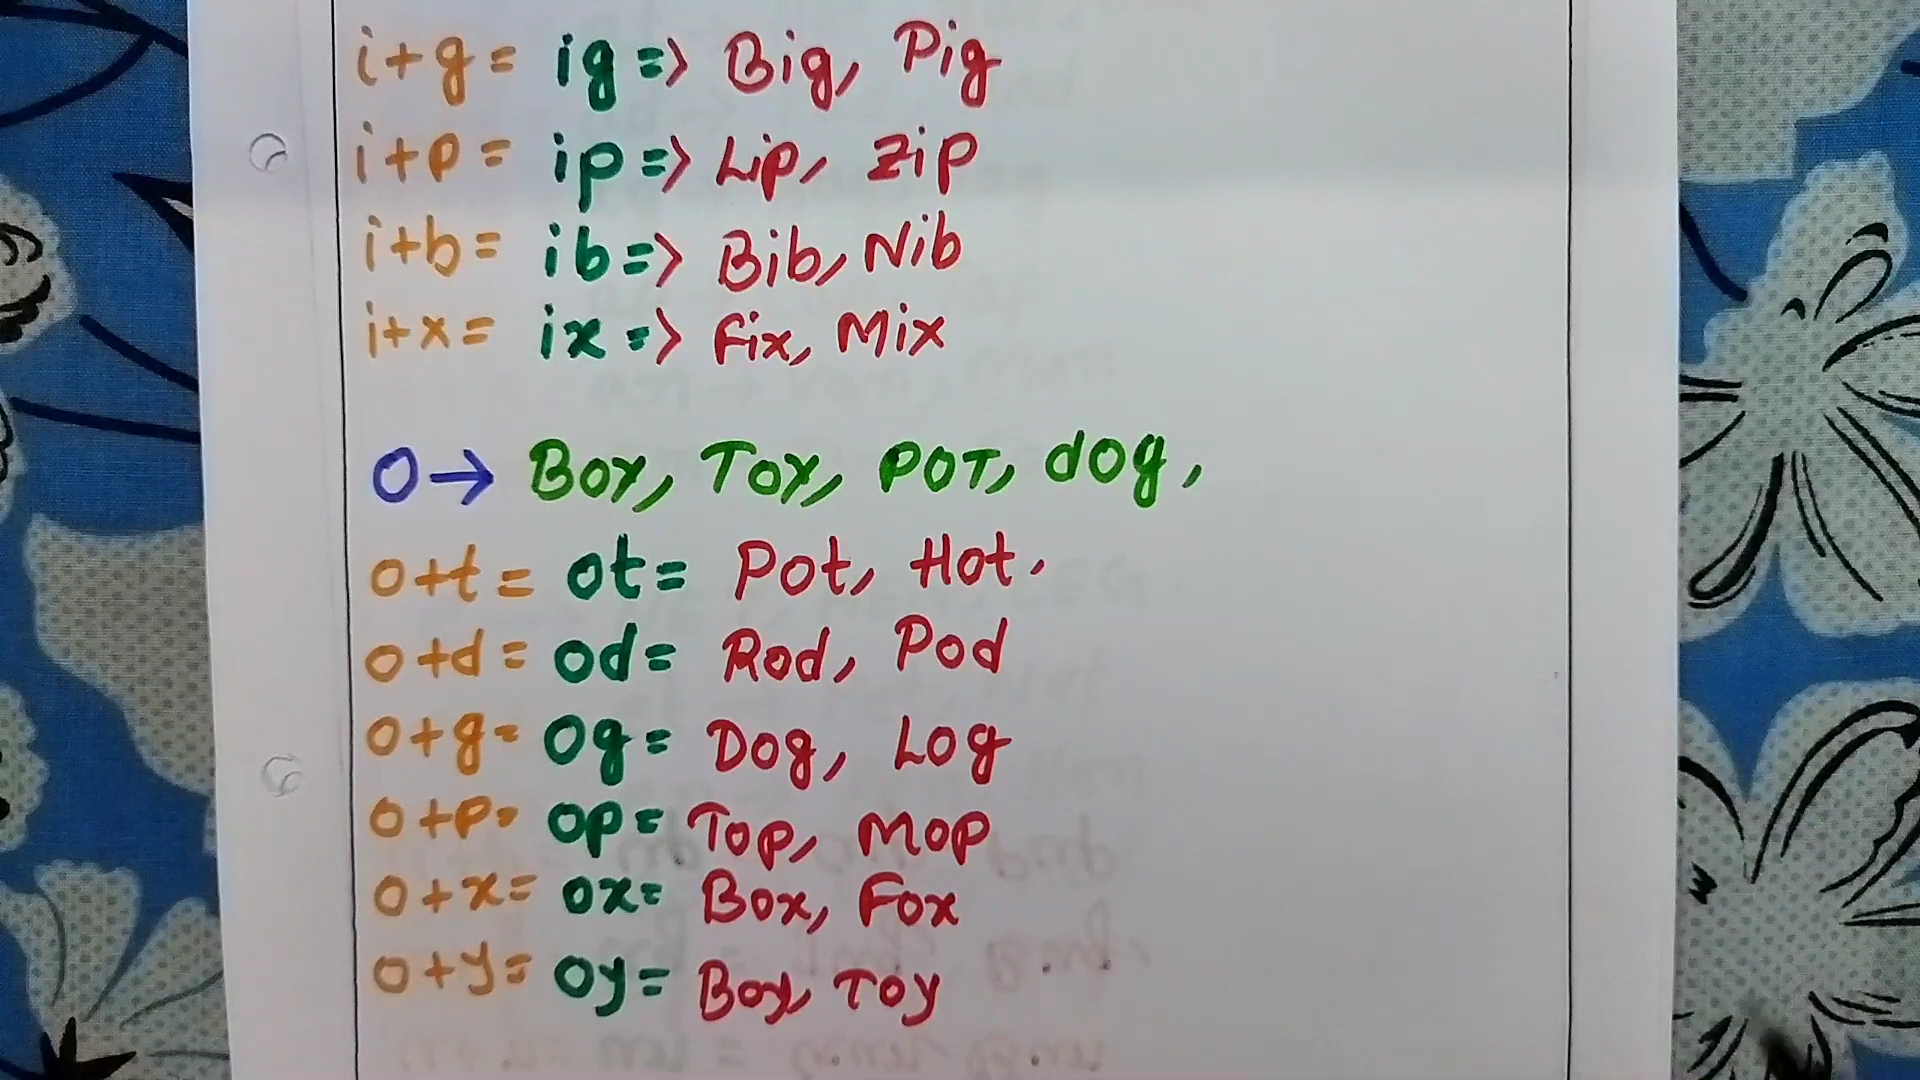 i+g = ig => Big, Pig
i+p = ip => Lip, Zip
i+b = ib => Bib, Nib
i+x = ix => Fix, Mix
O → Boy, Toy, POT, dog,
o+t = ot = Pot, Hot.
o+d = od = Rod, Pod
o+g = og = Dog, Log
o+p = op = Top, Mop
o+x = ox = Box, Fox
o+y = oy = Boy, Toy